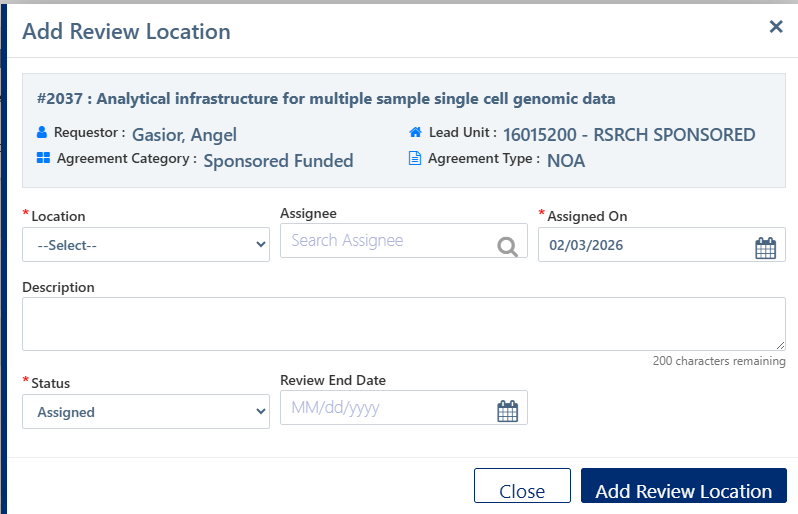 Add Review Location
#2037 : Analytical infrastructure for multiple sample single cell genomic data
Requestor : Gasior, Angel
Lead Unit : 16015200 - RSRCH SPONSORED
Agreement Category : Sponsored Funded
Agreement Type : NOA
* Location
--Select--
Assignee
Search Assignee
* Assigned On
02/03/2026
Description
200 characters remaining
* Status
Assigned
Review End Date
MM/dd/yyyy
Close
Add Review Location